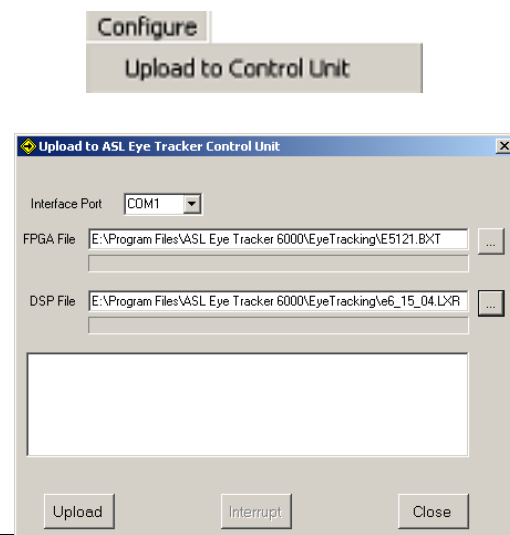 Configure
Upload to Control Unit
Upload to ASL Eye Tracker Control Unit
Interface Port COM1
FPGA File E:\Program Files\ASL Eye Tracker 6000\EyeTracking\E5121.BXT ...
DSP File E:\Program Files\ASL Eye Tracker 6000\EyeTracking\e6_15_04.LXR ...
Upload Interrupt Close